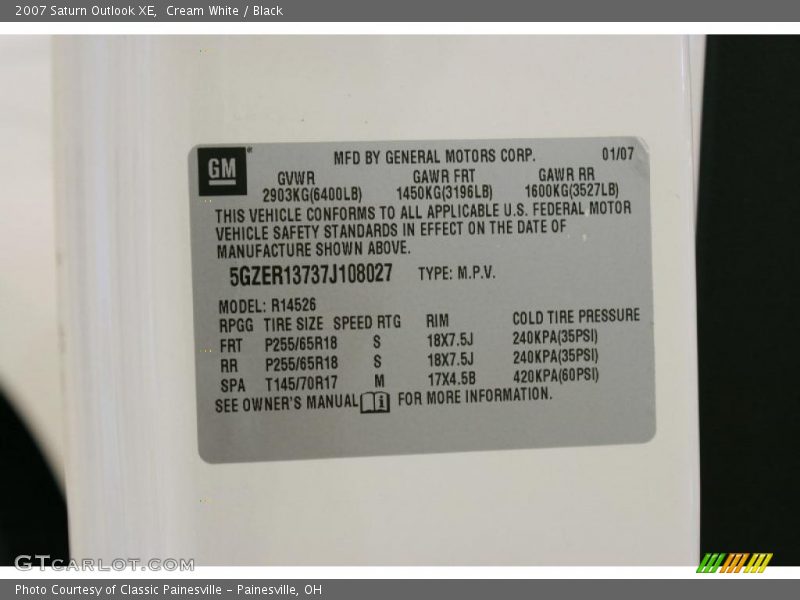 2007 Saturn Outlook XE,  Cream White / Black
GM
MFD BY GENERAL MOTORS CORP. 01/07
GVWR GAWR FRT GAWR RR
2903KG(6400LB) 1450KG(3196LB) 1600KG(3527LB)
THIS VEHICLE CONFORMS TO ALL APPLICABLE U.S. FEDERAL MOTOR
VEHICLE SAFETY STANDARDS IN EFFECT ON THE DATE OF
MANUFACTURE SHOWN ABOVE.
5GZER13737J108027 TYPE: M.P.V.
MODEL: R14526
RPGG TIRE SIZE SPEED RTG RIM COLD TIRE PRESSURE
FRT P255/65R18 S 18X7.5J 240KPA(35PSI)
RR P255/65R18 S 18X7.5J 240KPA(35PSI)
SPA T145/70R17 M 17X4.5B 420KPA(60PSI)
SEE OWNER'S MANUAL i FOR MORE INFORMATION.
GTCARLOT.COM
Photo Courtesy of Classic Painesville - Painesville, OH